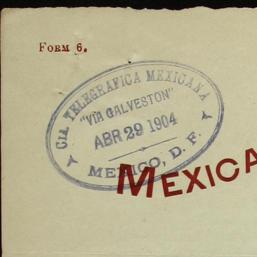 FORM 6.
CIA. TELEGRAFICA MEXICANA
"VIA GALVESTON"
ABR 29 1904
MEXICO, D. F.
MEXICA